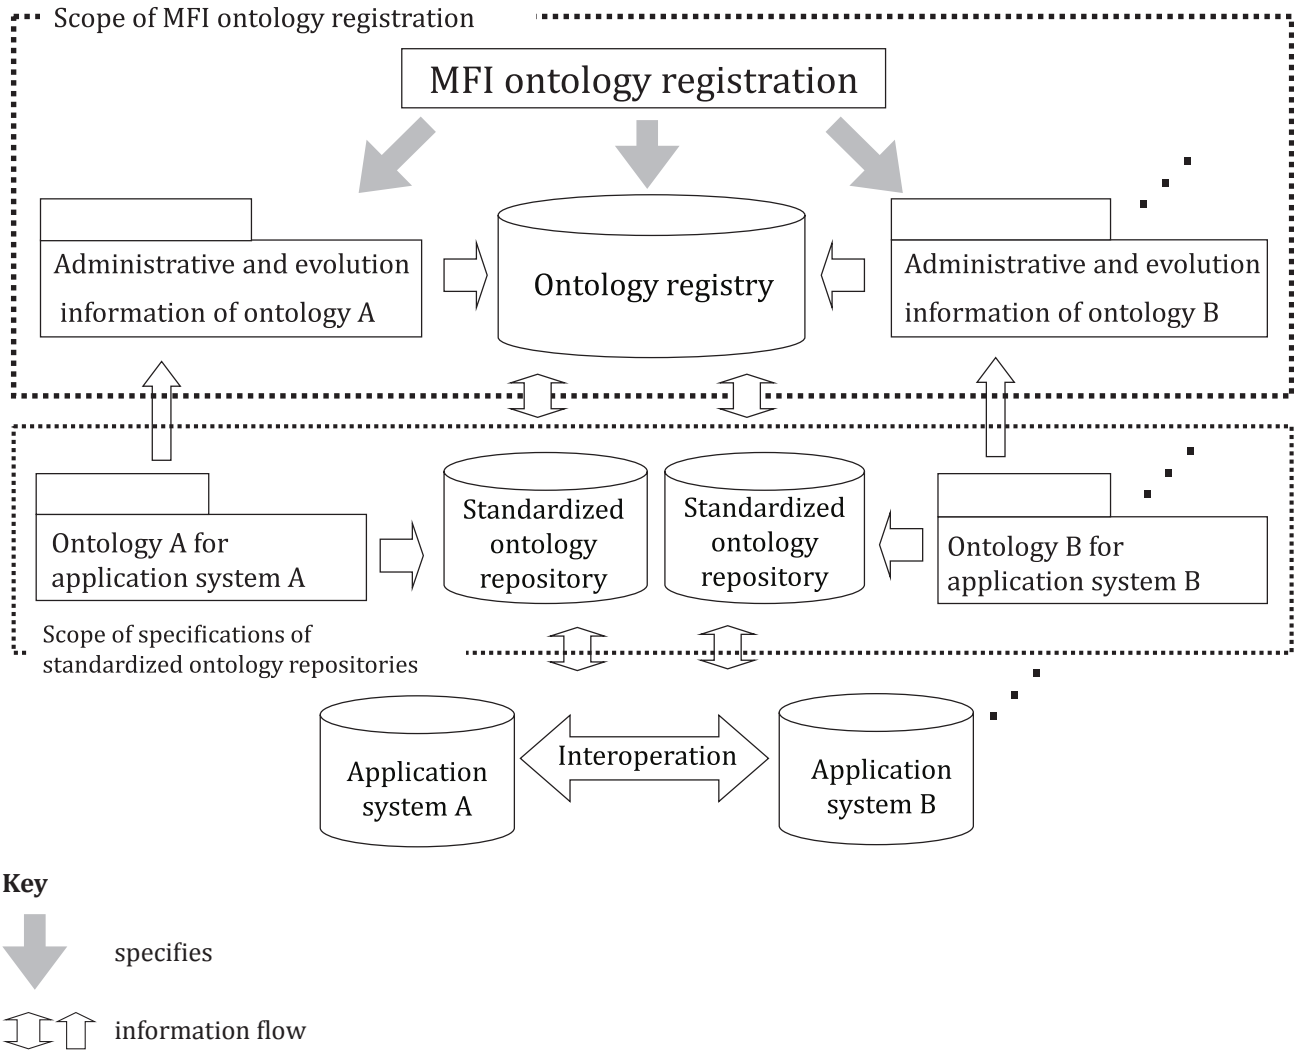 Scope of MFI ontology registration
MFI ontology registration
Administrative and evolution
information of ontology A
Ontology registry
Administrative and evolution
information of ontology B
Ontology A for
application system A
Standardized
ontology
repository
Standardized
ontology
repository
Ontology B for
application system B
Scope of specifications of
standardized ontology repositories
Application
system A
Interoperation
Application
system B
Key
specifies
information flow